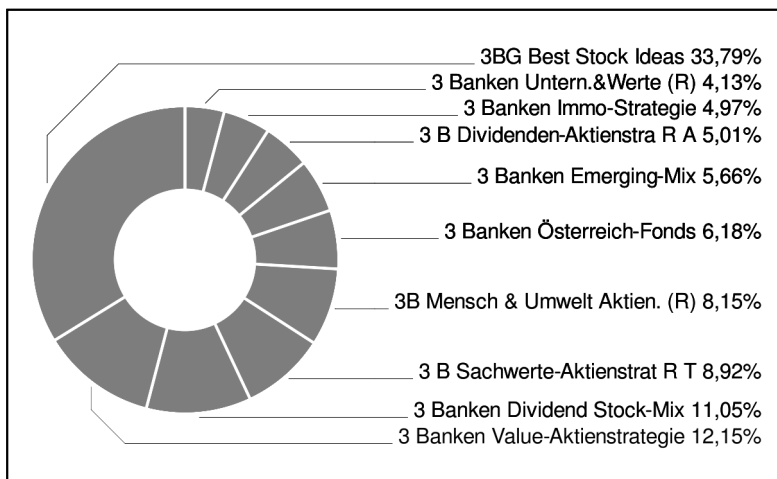 3BG Best Stock Ideas 33,79%
3 Banken Untern.&Werte (R) 4,13%
3 Banken Immo-Strategie 4,97%
3 B Dividenden-Aktienstra R A 5,01%
3 Banken Emerging-Mix 5,66%
3 Banken Österreich-Fonds 6,18%
3B Mensch & Umwelt Aktien. (R) 8,15%
3 B Sachwerte-Aktienstrat R T 8,92%
3 Banken Dividend Stock-Mix 11,05%
3 Banken Value-Aktienstrategie 12,15%